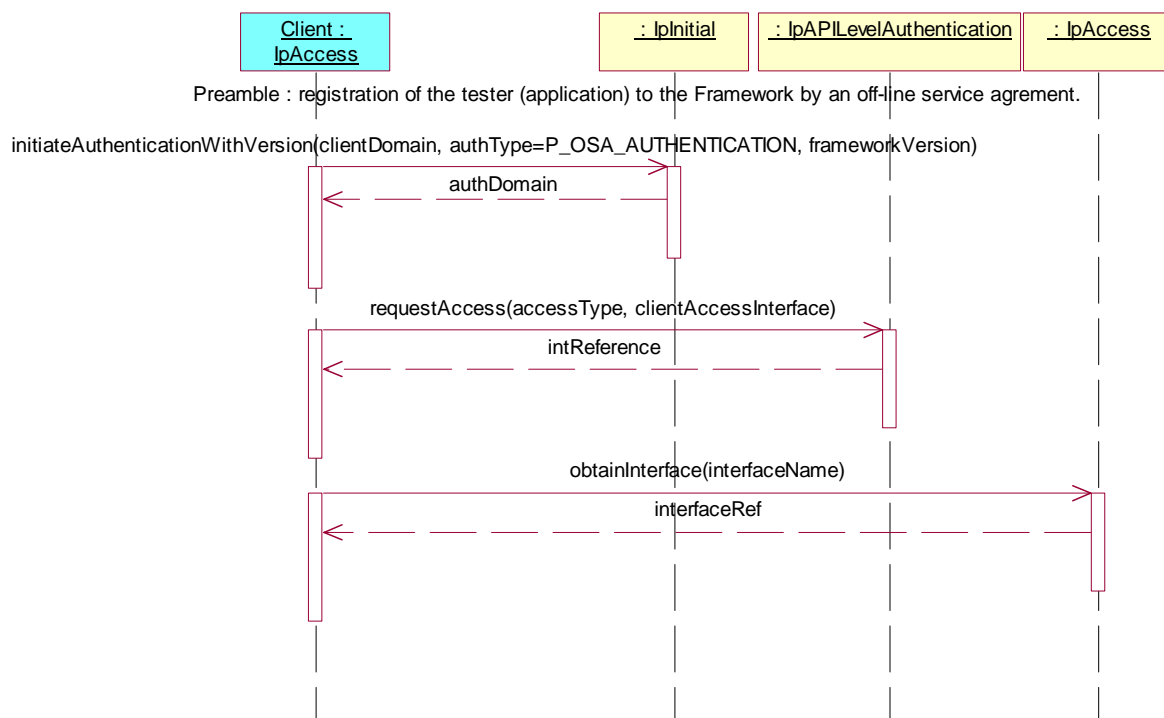 Client :
IpAccess
: IpInitial
: IpAPILevelAuthentication
: IpAccess
Preamble : registration of the tester (application) to the Framework by an off-line service agrement.
initiateAuthenticationWithVersion(clientDomain, authType=P_OSA_AUTHENTICATION, frameworkVersion)
authDomain
requestAccess(accessType, clientAccessInterface)
intReference
obtainInterface(interfaceName)
interfaceRef